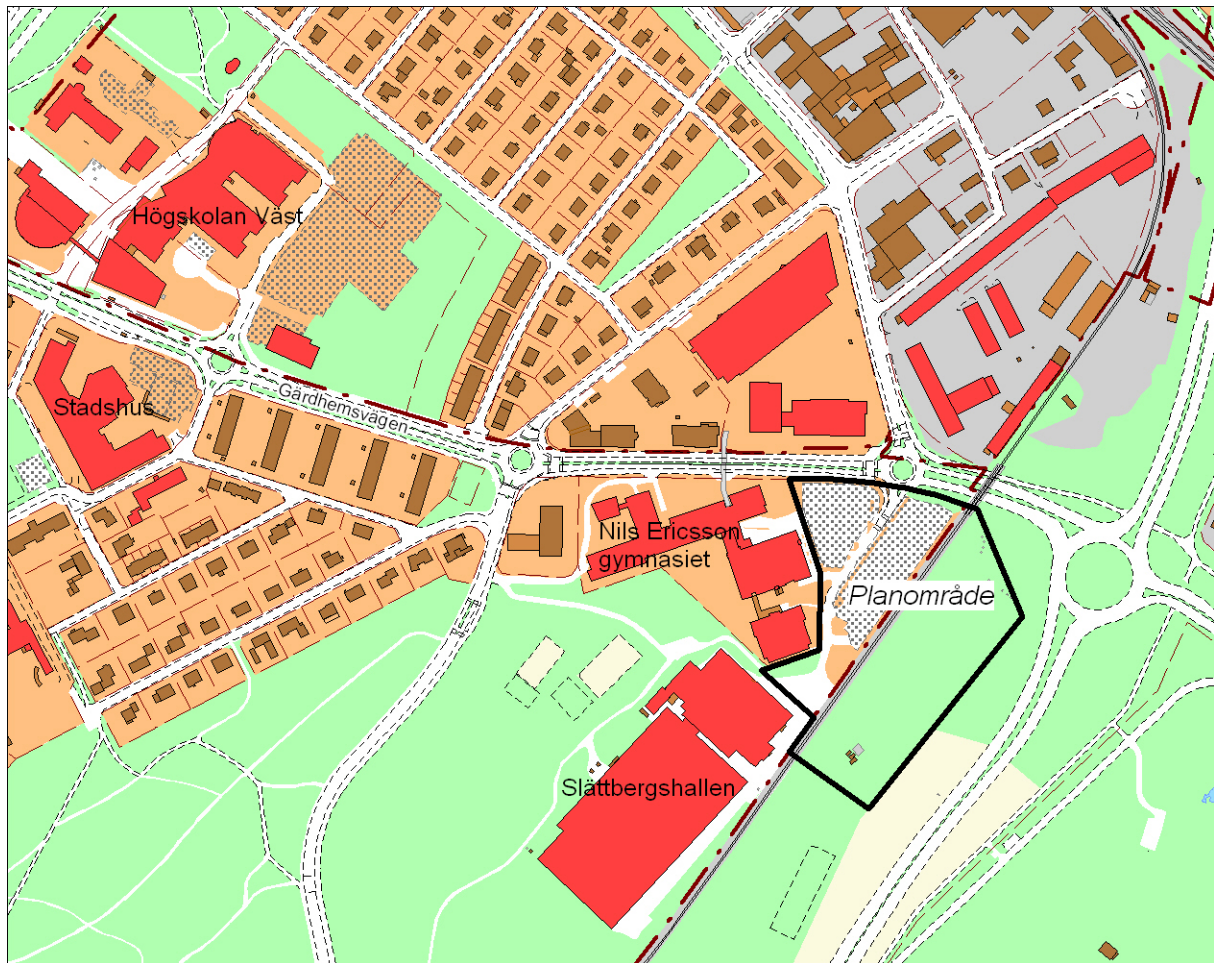 Högskolan Väst
Stadshus
Gärdhemsvägen
Nils Ericsson
gymnasiet
Planområde
Slättbergshallen